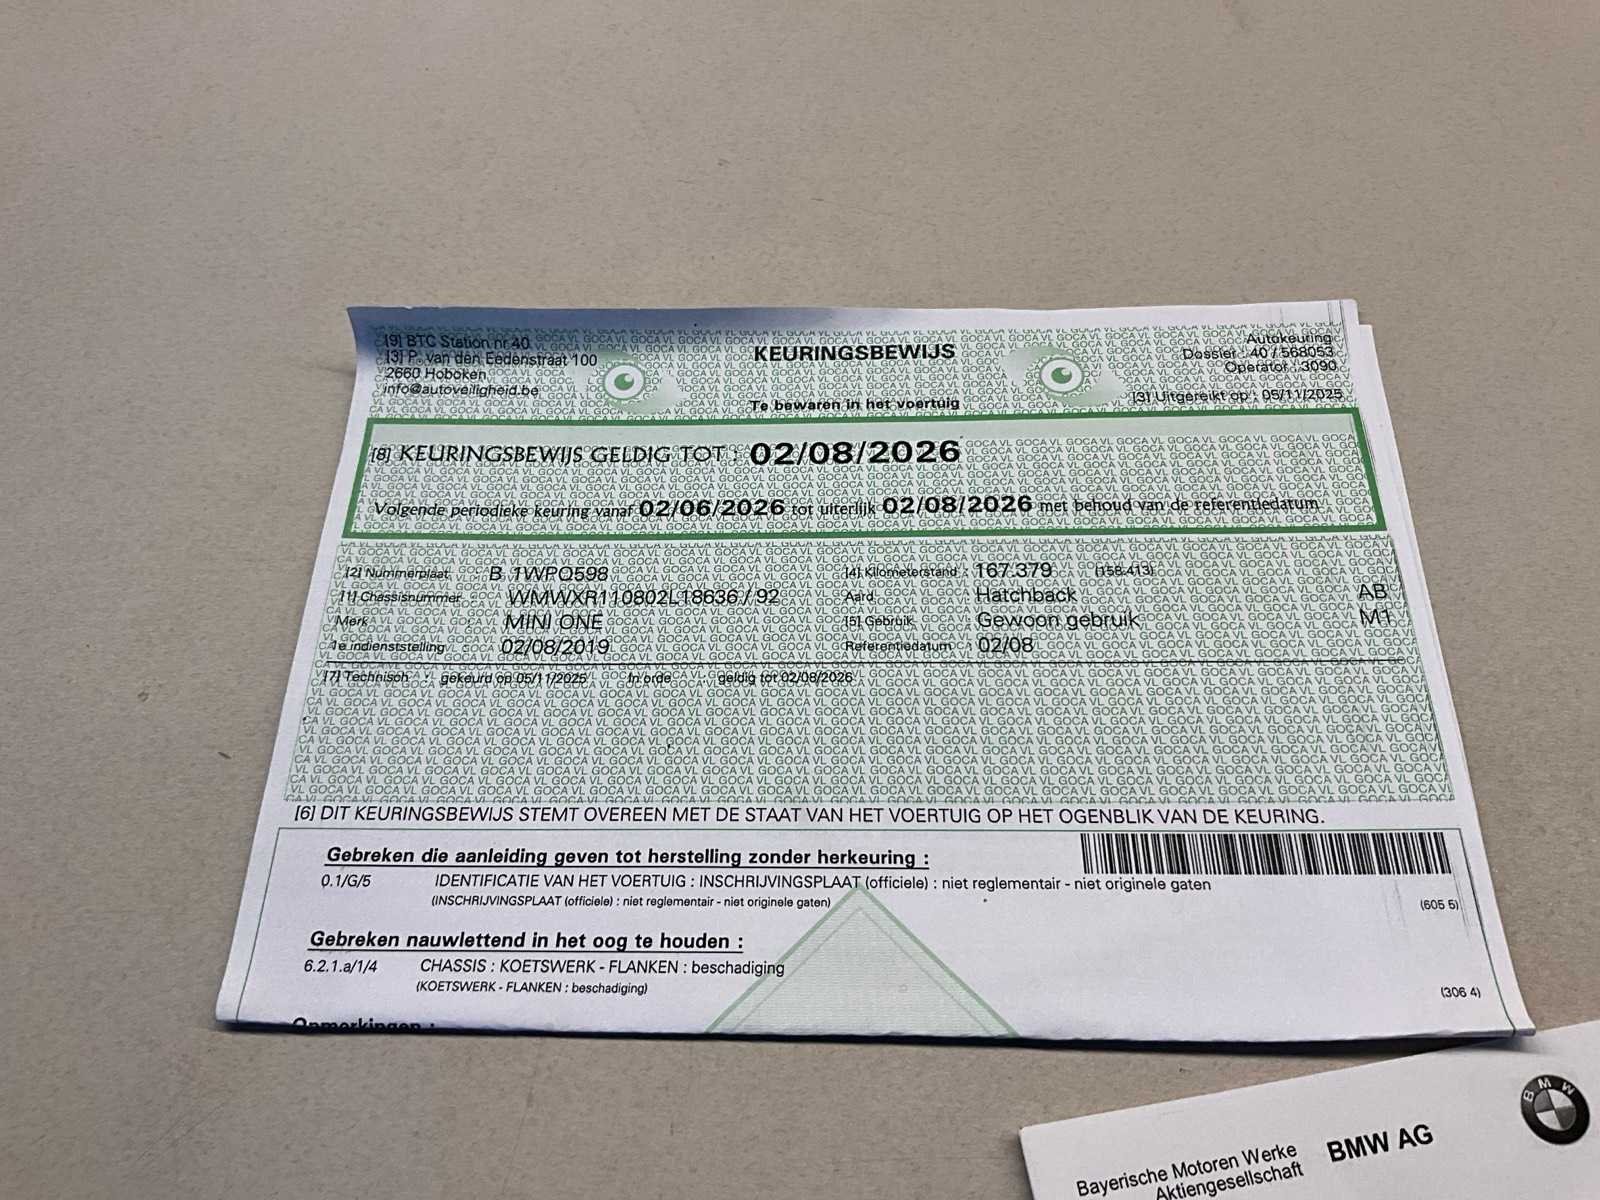 [9] BTC Station nr 40
[3] P. van den Eedenstraat 100
2660 Hoboken
info@autoveiligheid.be
KEURINGSBEWIJS
Te bewaren in het voertuig
Autokeuring
Dossier : 40 / 568053
Operator : 3090
[3] Uitgereikt op : 05/11/2025
[8] KEURINGSBEWIJS GELDIG TOT : 02/08/2026
Volgende periodieke keuring vanaf 02/06/2026 tot uiterlijk 02/08/2026 met behoud van de referentiedatum
[2] Nummerplaat : B 1WPQ598
[1] Chassisnummer : WMWXR110802L18636 / 92
Merk : MINI ONE
1e indienststelling : 02/08/2019
[4] Kilometerstand : 167.379 (158.413)
Aard : Hatchback AB
[5] Gebruik : Gewoon gebruik M1
Referentiedatum : 02/08
[7] Technisch : gekeurd op 05/11/2025 In orde geldig tot 02/08/2026
[6] DIT KEURINGSBEWIJS STEMT OVEREEN MET DE STAAT VAN HET VOERTUIG OP HET OGENBLIK VAN DE KEURING.
Gebreken die aanleiding geven tot herstelling zonder herkeuring :
0.1/G/5 IDENTIFICATIE VAN HET VOERTUIG : INSCHRIJVINGSPLAAT (officiele) : niet reglementair - niet originele gaten
(INSCHRIJVINGSPLAAT (officiele) : niet reglementair - niet originele gaten)
(605 5)
Gebreken nauwlettend in het oog te houden :
6.2.1.a/1/4 CHASSIS : KOETSWERK - FLANKEN : beschadiging
(KOETSWERK - FLANKEN : beschadiging)
(306 4)
Opmerkingen :
Bayerische Motoren Werke
Aktiengesellschaft
BMW AG
BMW